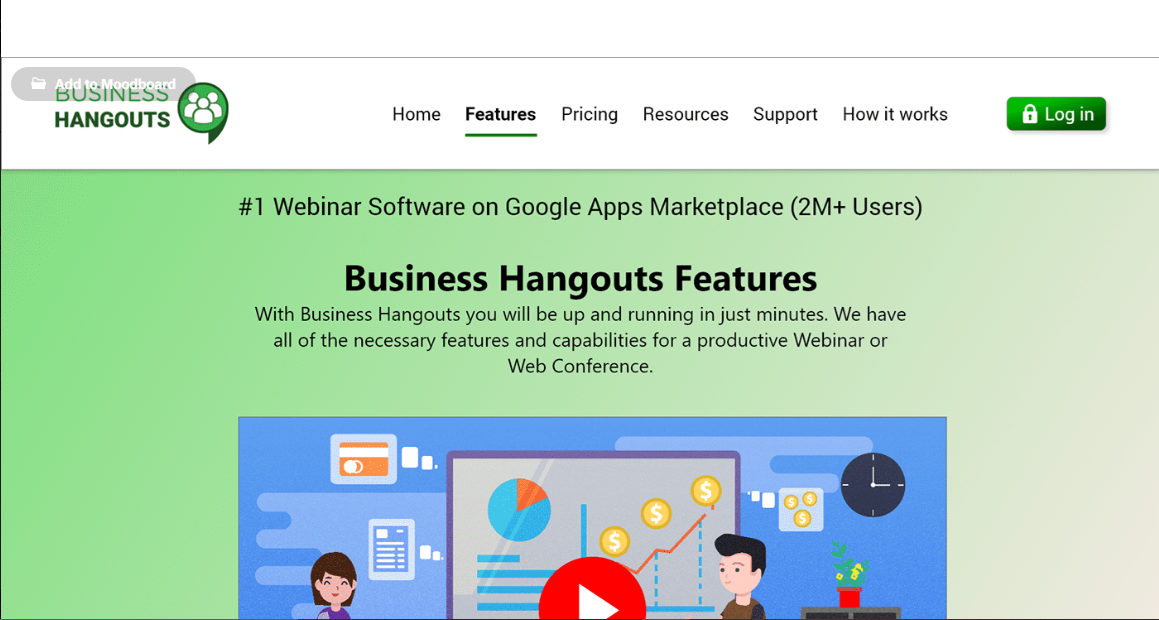 Add to Moodboard
BUSINESS
HANGOUTS
Home Features Pricing Resources Support How it works Log in
#1 Webinar Software on Google Apps Marketplace (2M+ Users)
Business Hangouts Features
With Business Hangouts you will be up and running in just minutes. We have
all of the necessary features and capabilities for a productive Webinar or
Web Conference.
$ $ $
$ $
$